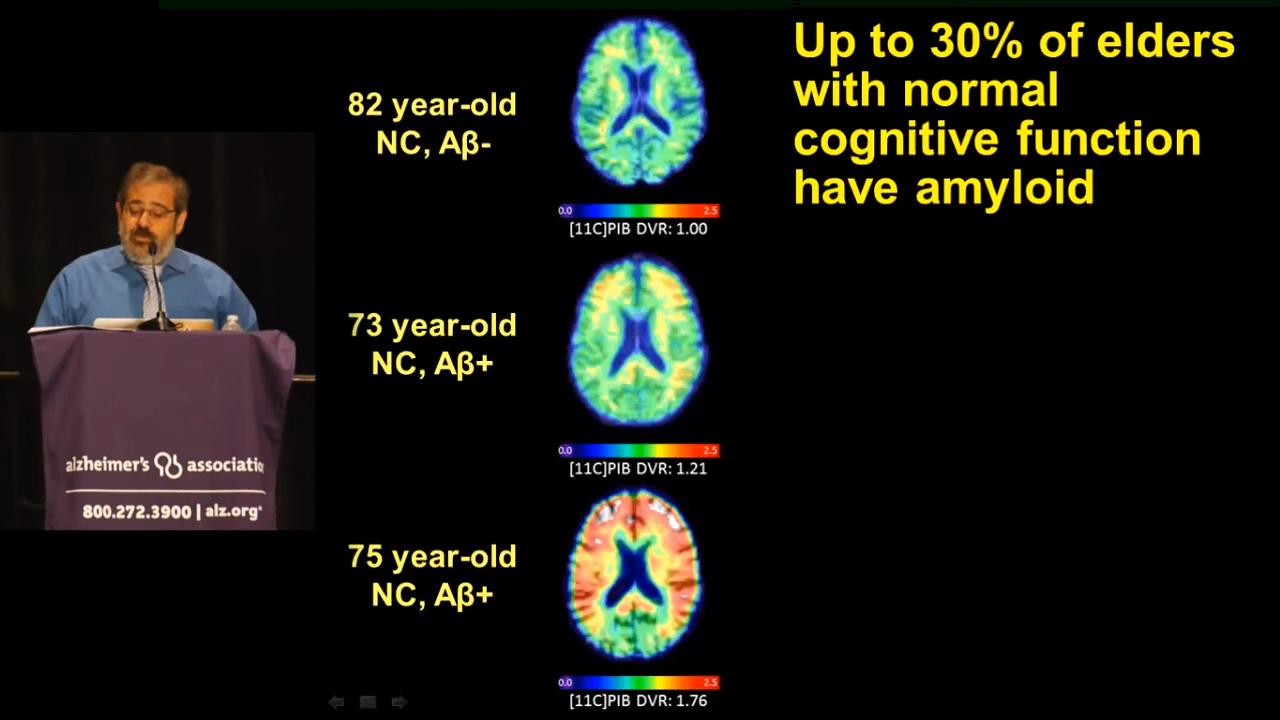 Up to 30% of elders
with normal
cognitive function
have amyloid
82 year-old
NC, Aβ-
0.0 2.5
[11C]PIB DVR: 1.00
73 year-old
NC, Aβ+
0.0 2.5
[11C]PIB DVR: 1.21
75 year-old
NC, Aβ+
0.0 2.5
[11C]PIB DVR: 1.76
alzheimer's associatio
800.272.3900 | alz.org®